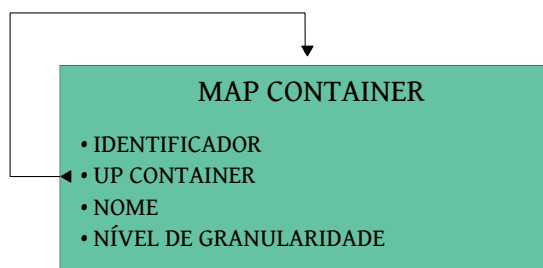 MAP CONTAINER
• IDENTIFICADOR
• UP CONTAINER
• NOME
• NÍVEL DE GRANULARIDADE